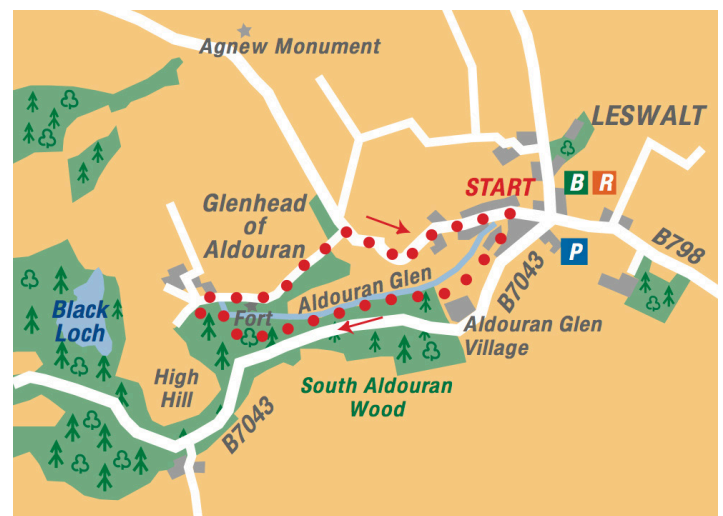 Agnew Monument
LESWALT
START
B R
P
Glenhead
of
Aldouran
B798
B7043
Aldouran Glen
Fort
Black
Loch
Aldouran Glen
Village
High
Hill
South Aldouran
Wood
B7043